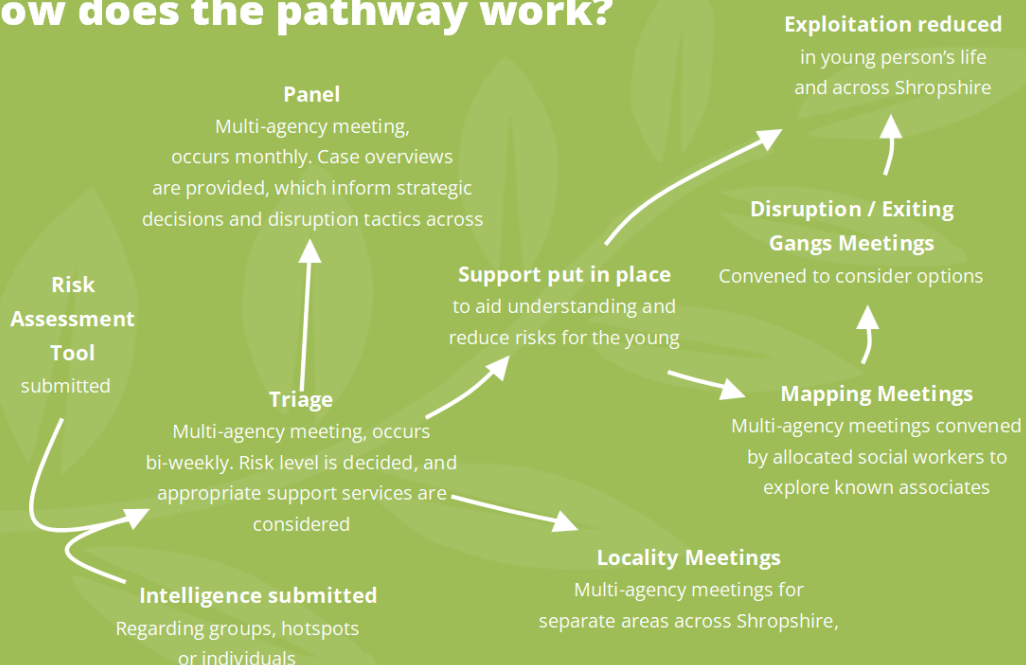 ow does the pathway work?
Exploitation reduced
in young person’s life
and across Shropshire
Panel
Multi-agency meeting,
occurs monthly. Case overviews
are provided, which inform strategic
decisions and disruption tactics across
Disruption / Exiting
Gangs Meetings
Convened to consider options
Support put in place
to aid understanding and
reduce risks for the young
Risk
Assessment
Tool
submitted
Triage
Multi-agency meeting, occurs
bi-weekly. Risk level is decided, and
appropriate support services are
considered
Mapping Meetings
Multi-agency meetings convened
by allocated social workers to
explore known associates
Locality Meetings
Multi-agency meetings for
separate areas across Shropshire,
Intelligence submitted
Regarding groups, hotspots
or individuals